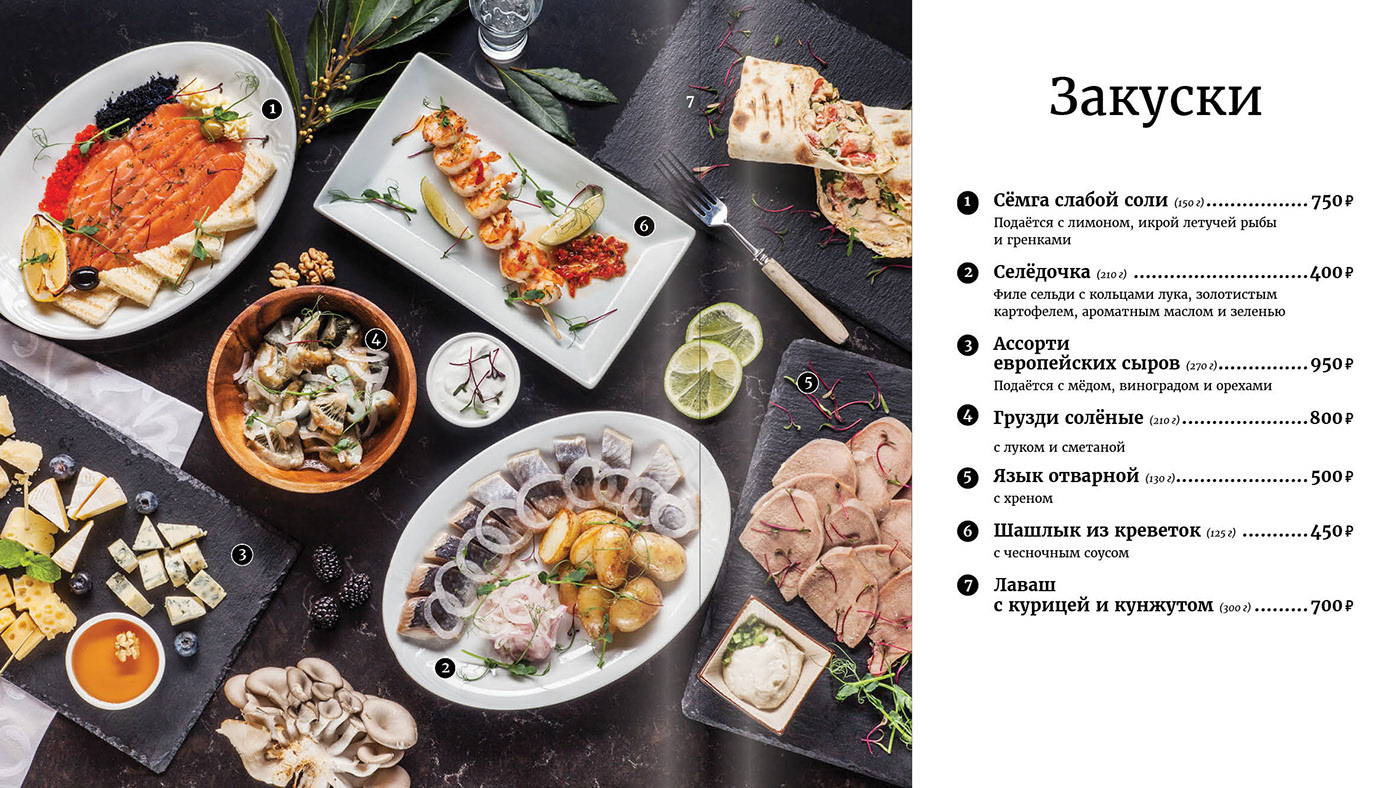 1
7
6
4
5
3
2
Закуски
1 Сёмга слабой соли (150 г).................750 ₽
Подаётся с лимоном, икрой летучей рыбы
и гренками
2 Селёдочка (210 г) .............................400 ₽
Филе сельди с кольцами лука, золотистым
картофелем, ароматным маслом и зеленью
3 Ассорти
европейских сыров (270 г)...............950 ₽
Подаётся с мёдом, виноградом и орехами
4 Грузди солёные (210 г).....................800 ₽
с луком и сметаной
5 Язык отварной (130 г)......................500 ₽
с хреном
6 Шашлык из креветок (125 г) ...........450 ₽
с чесночным соусом
7 Лаваш
с курицей и кунжутом (300 г).........700 ₽